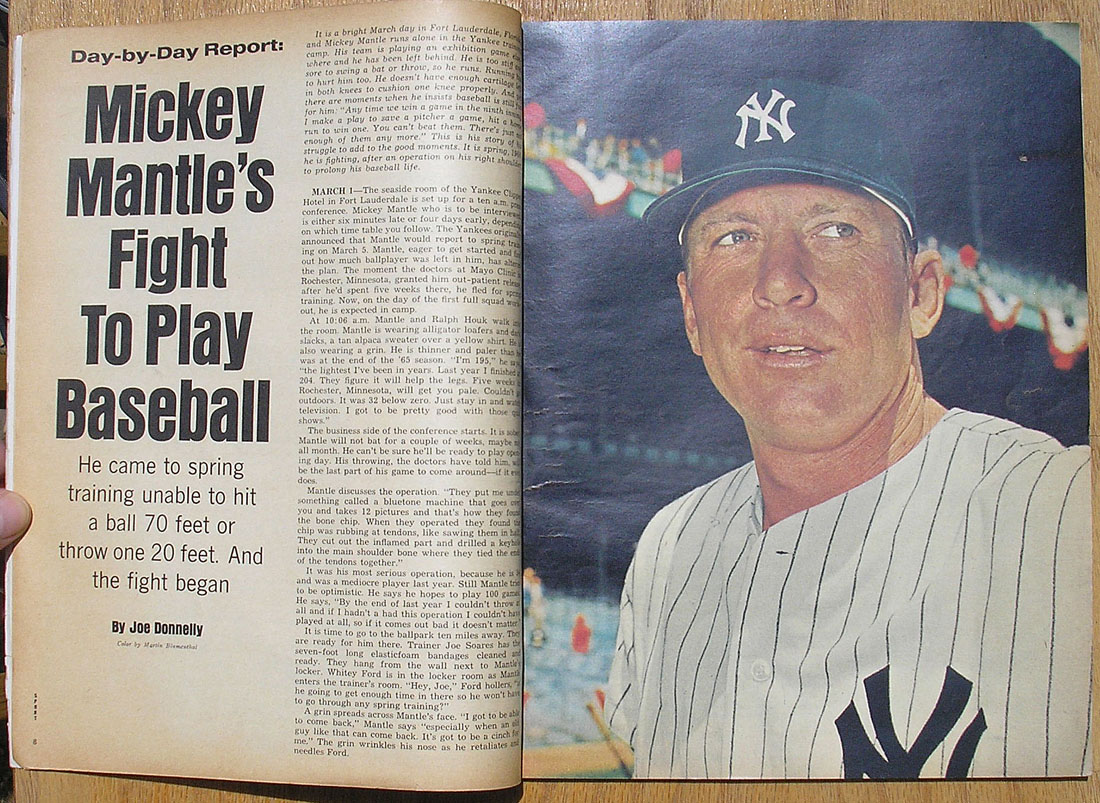 Day-by-Day Report:
Mickey
Mantle's
Fight
To Play
Baseball
He came to spring
training unable to hit
a ball 70 feet or
throw one 20 feet. And
the fight began
By Joe Donnelly
Color by Martin Blumenthal
SPORT
8
It is a bright March day in Fort Lauderdale,
and Mickey Mantle runs alone in the Yankee
camp. His team is playing an exhibition game
where and he has been left behind. He is too stiff
sore to swing a bat or throw, so he runs. Running
to hurt him too. He doesn't have enough cartilage
in both knees to cushion one knee properly. And
there are moments when he insists baseball is still
for him: "Any time we win a game in the ninth
I make a play to save a pitcher a game, hit a
run to win one. You can't beat them. There's just
enough of them any more." This is his story of
struggle to add to the good moments. It is spring,
he is fighting, after an operation on his right
to prolong his baseball life.
MARCH 1—The seaside room of the Yankee
Hotel in Fort Lauderdale is set up for a ten a.m.
conference. Mickey Mantle who is to be
is either six minutes late or four days early,
on which time table you follow. The Yankees
announced that Mantle would report to spring
ing on March 5. Mantle, eager to get started and
out how much ballplayer was left in him, has
the plan. The moment the doctors at Mayo Clinic
Rochester, Minnesota, granted him out-patient
after he'd spent five weeks there, he fled for
training. Now, on the day of the first full squad
out, he is expected in camp.
At 10:06 a.m. Mantle and Ralph Houk walk
the room. Mantle is wearing alligator loafers and
slacks, a tan alpaca sweater over a yellow shirt.
also wearing a grin. He is thinner and paler than
was at the end of the '65 season. "I'm 195," he
"the lightest I've been in years. Last year I finished
204. They figure it will help the legs. Five weeks
Rochester, Minnesota, will get you pale. Couldn't
outdoors. It was 32 below zero. Just stay in and
television. I got to be pretty good with those
shows."
The business side of the conference starts. It is
Mantle will not bat for a couple of weeks, maybe
all month. He can't be sure he'll be ready to play
ing day. His throwing, the doctors have told him,
be the last part of his game to come around—if it
does.
Mantle discusses the operation. "They put me
something called a bluetone machine that goes
you and takes 12 pictures and that's how they
the bone chip. When they operated they found
chip was rubbing at tendons, like sawing them in
They cut out the inflamed part and drilled a
into the main shoulder bone where they tied the
of the tendons together."
It was his most serious operation, because he is
and was a mediocre player last year. Still Mantle
to be optimistic. He says he hopes to play 100
He says, "By the end of last year I couldn't throw
all and if I hadn't a had this operation I couldn't
played at all, so if it comes out bad it doesn't matter."
It is time to go to the ballpark ten miles away. They
are ready for him there. Trainer Joe Soares has
seven-foot long elasticfoam bandages cleaned
ready. They hang from the wall next to
locker. Whitey Ford is in the locker room as
enters the trainer's room. "Hey, Joe," Ford hollers,
he going to get enough time in there so he won't
to go through any spring training?"
A grin spreads across Mantle's face. "I got to be
to come back," Mantle says "especially when an
guy like that can come back. It's got to be a cinch
me." The grin wrinkles his nose as he retaliates
needles Ford.
NY
NY